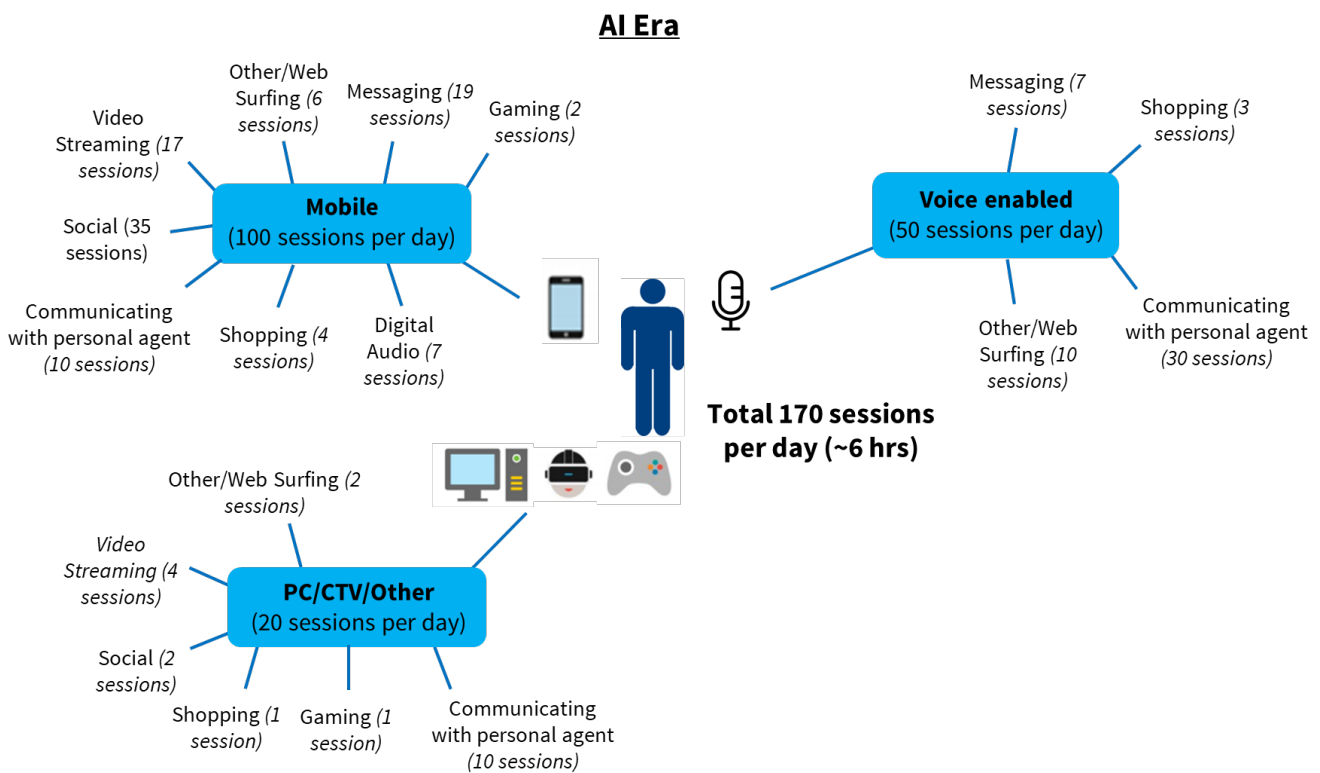 AI Era
Other/Web
Surfing (6
sessions)
Messaging (19
sessions)
Gaming (2
sessions)
Video
Streaming (17
sessions)
Social (35
sessions)
Mobile
(100 sessions per day)
Communicating
with personal agent
(10 sessions)
Shopping (4
sessions)
Digital
Audio (7
sessions)
Messaging (7
sessions)
Shopping (3
sessions)
Voice enabled
(50 sessions per day)
Other/Web
Surfing (10
sessions)
Communicating
with personal agent
(30 sessions)
Total 170 sessions
per day (~6 hrs)
Other/Web Surfing (2
sessions)
Video
Streaming (4
sessions)
PC/CTV/Other
(20 sessions per day)
Social (2
sessions)
Shopping (1
session)
Gaming (1
session)
Communicating
with personal agent
(10 sessions)